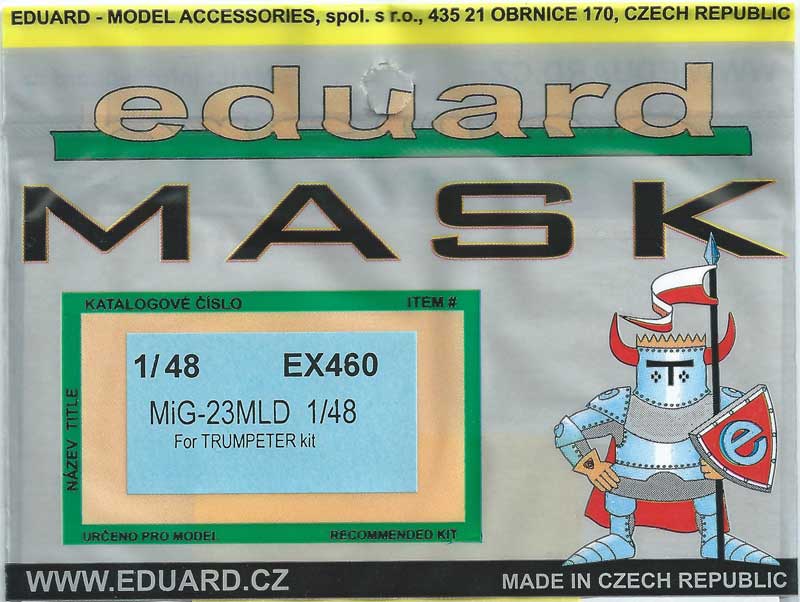 EDUARD - MODEL ACCESSORIES, spol. s r.o., 435 21 OBRNICE 170, CZECH REPUBLIC
eduard
MASK
KATALOGOVÉ ČÍSLO ITEM #
1/48 EX460
MiG-23MLD 1/48
For TRUMPETER kit
NÁZEV TITLE
e
URČENO PRO MODEL RECOMMENDED KIT
WWW.EDUARD.CZ MADE IN CZECH REPUBLIC